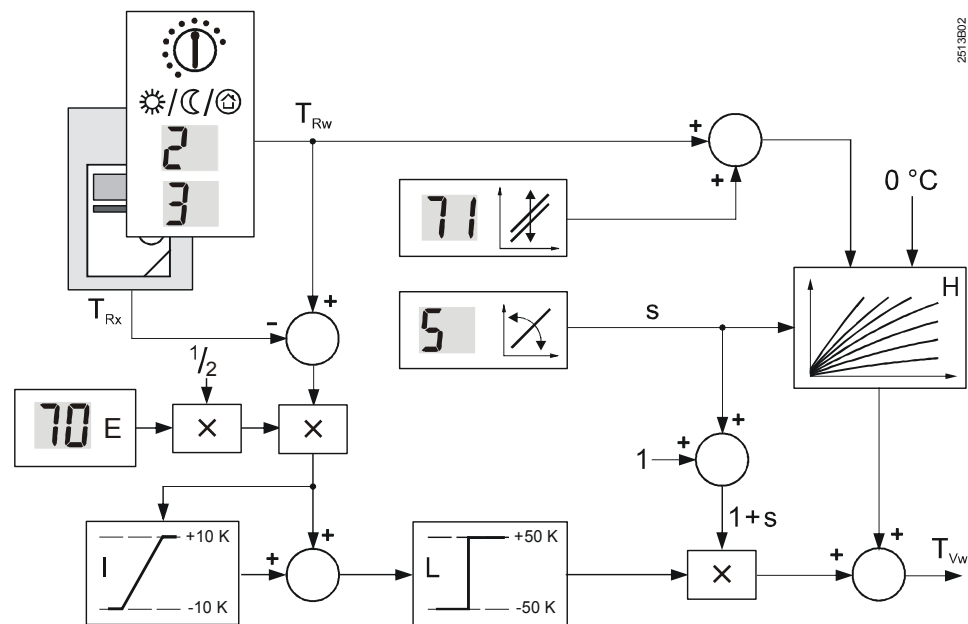 2513B02
☼/☾/⌂
2
3
T_Rw
+
+
0 °C
71
H
T_Rx
-
+
5
s
1/2
70 E
×
×
+
1
+
1+s
I
+10 K
-10 K
+
+
L
+50 K
-50 K
×
+
+
T_Vw